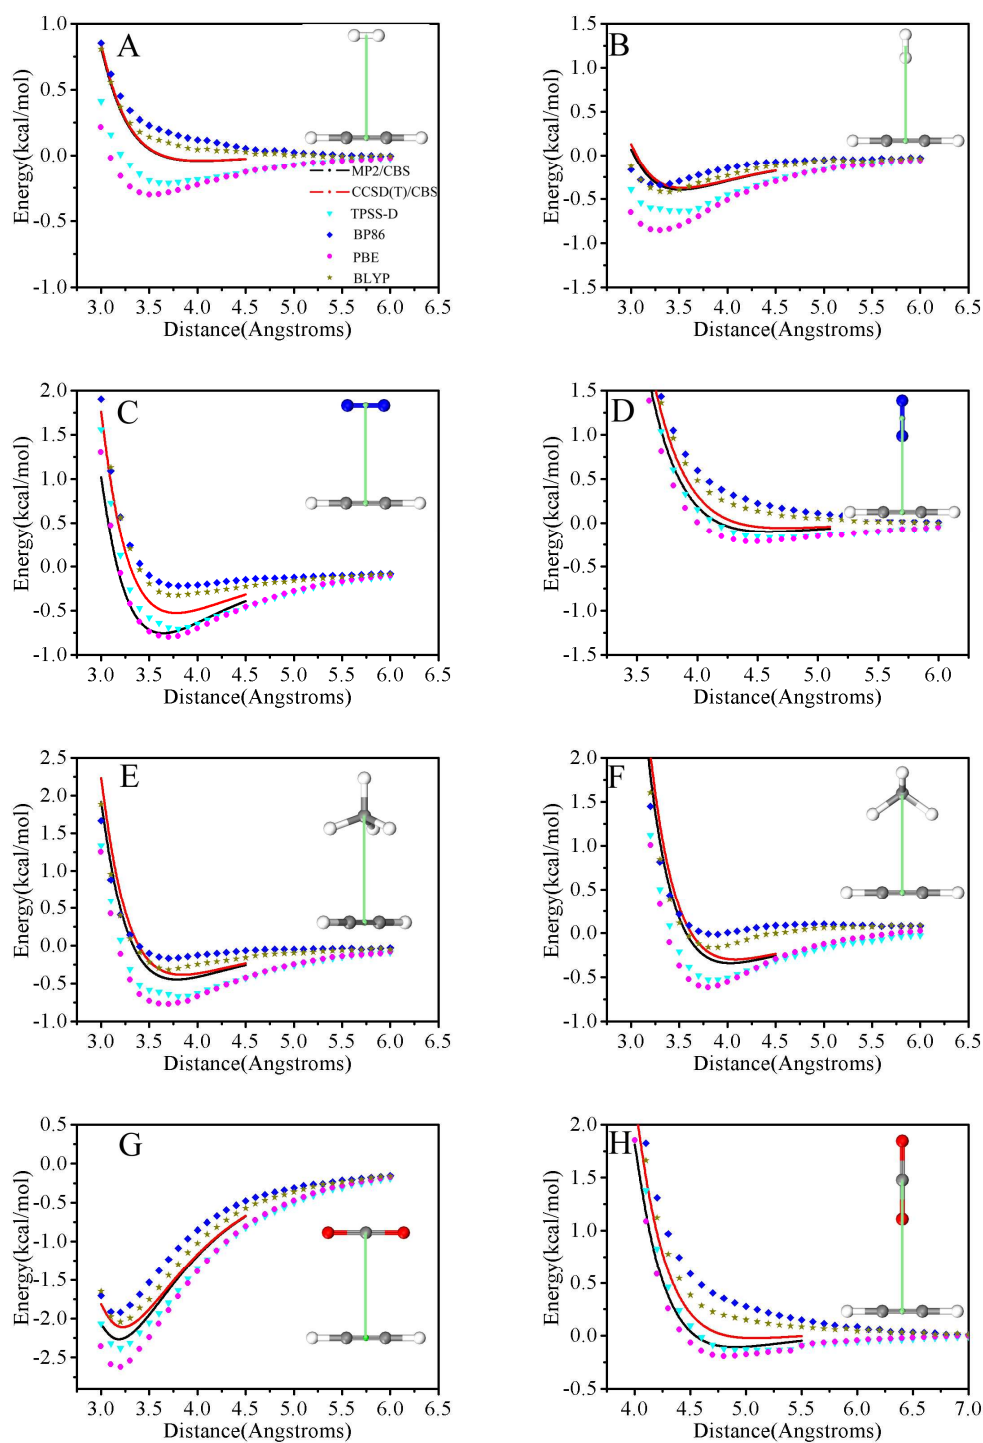 A
B
1.0
0.5
0.0
-0.5
-1.0
Energy(kcal/mol)
3.0 3.5 4.0 4.5 5.0 5.5 6.0 6.5
Distance(Angstroms)
MP2/CBS
CCSD(T)/CBS
TPSS-D
BP86
PBE
BLYP
1.5
1.0
0.5
0.0
-0.5
-1.0
-1.5
Energy(kcal/mol)
2.5 3.0 3.5 4.0 4.5 5.0 5.5 6.0 6.5
Distance(Angstroms)
C
D
2.0
1.5
1.0
0.5
0.0
-0.5
-1.0
Energy(kcal/mol)
3.0 3.5 4.0 4.5 5.0 5.5 6.0 6.5
Distance(Angstroms)
1.5
1.0
0.5
0.0
-0.5
-1.0
-1.5
Energy(kcal/mol)
3.5 4.0 4.5 5.0 5.5 6.0
Distance(Angstroms)
E
F
2.5
2.0
1.5
1.0
0.5
0.0
-0.5
-1.0
Energy(kcal/mol)
3.0 3.5 4.0 4.5 5.0 5.5 6.0 6.5
Distance(Angstroms)
2.0
1.5
1.0
0.5
0.0
-0.5
-1.0
Energy(kcal/mol)
3.0 3.5 4.0 4.5 5.0 5.5 6.0 6.5
Distance(Angstroms)
G
H
0.5
0.0
-0.5
-1.0
-1.5
-2.0
-2.5
Energy(kcal/mol)
3.0 3.5 4.0 4.5 5.0 5.5 6.0 6.5
Distance(Angstroms)
2.0
1.5
1.0
0.5
0.0
-0.5
Energy(kcal/mol)
4.0 4.5 5.0 5.5 6.0 6.5 7.0
Distance(Angstroms)